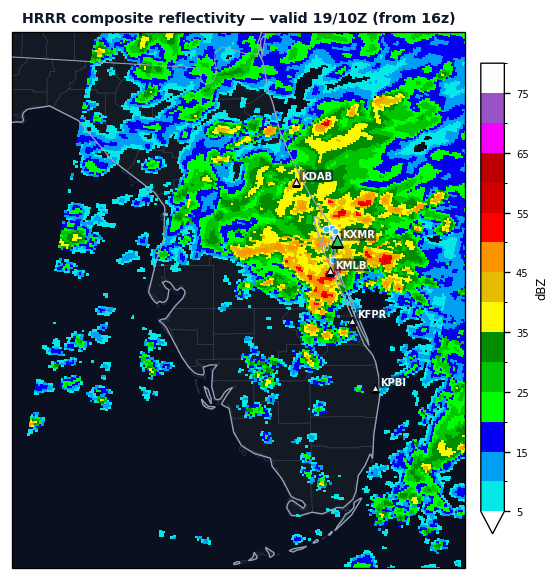 HRRR composite reflectivity — valid 19/10Z (from 16z)
KDAB
KXMR
KMLB
KFPR
KPBI
75
65
55
45
35
25
15
5
dBZ